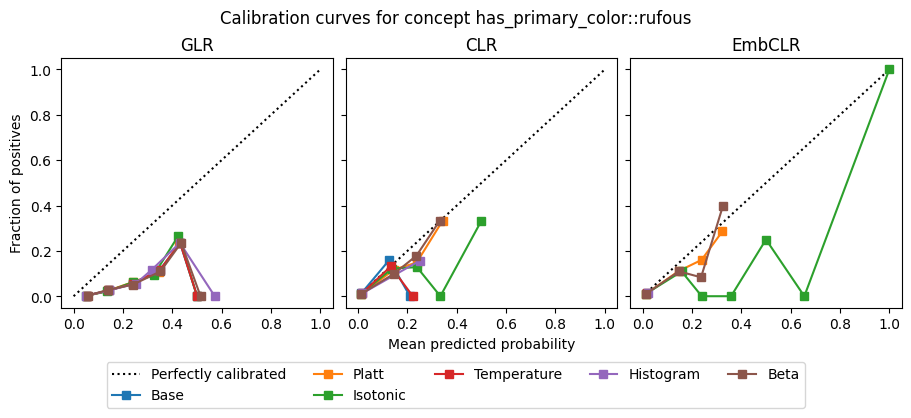 Calibration curves for concept has_primary_color::rufous
GLR
CLR
EmbCLR
Fraction of positives
1.0
0.8
0.6
0.4
0.2
0.0
0.0 0.2 0.4 0.6 0.8 1.0
0.0 0.2 0.4 0.6 0.8 1.0
0.0 0.2 0.4 0.6 0.8 1.0
Mean predicted probability
Perfectly calibrated Platt Temperature Histogram Beta
Base Isotonic